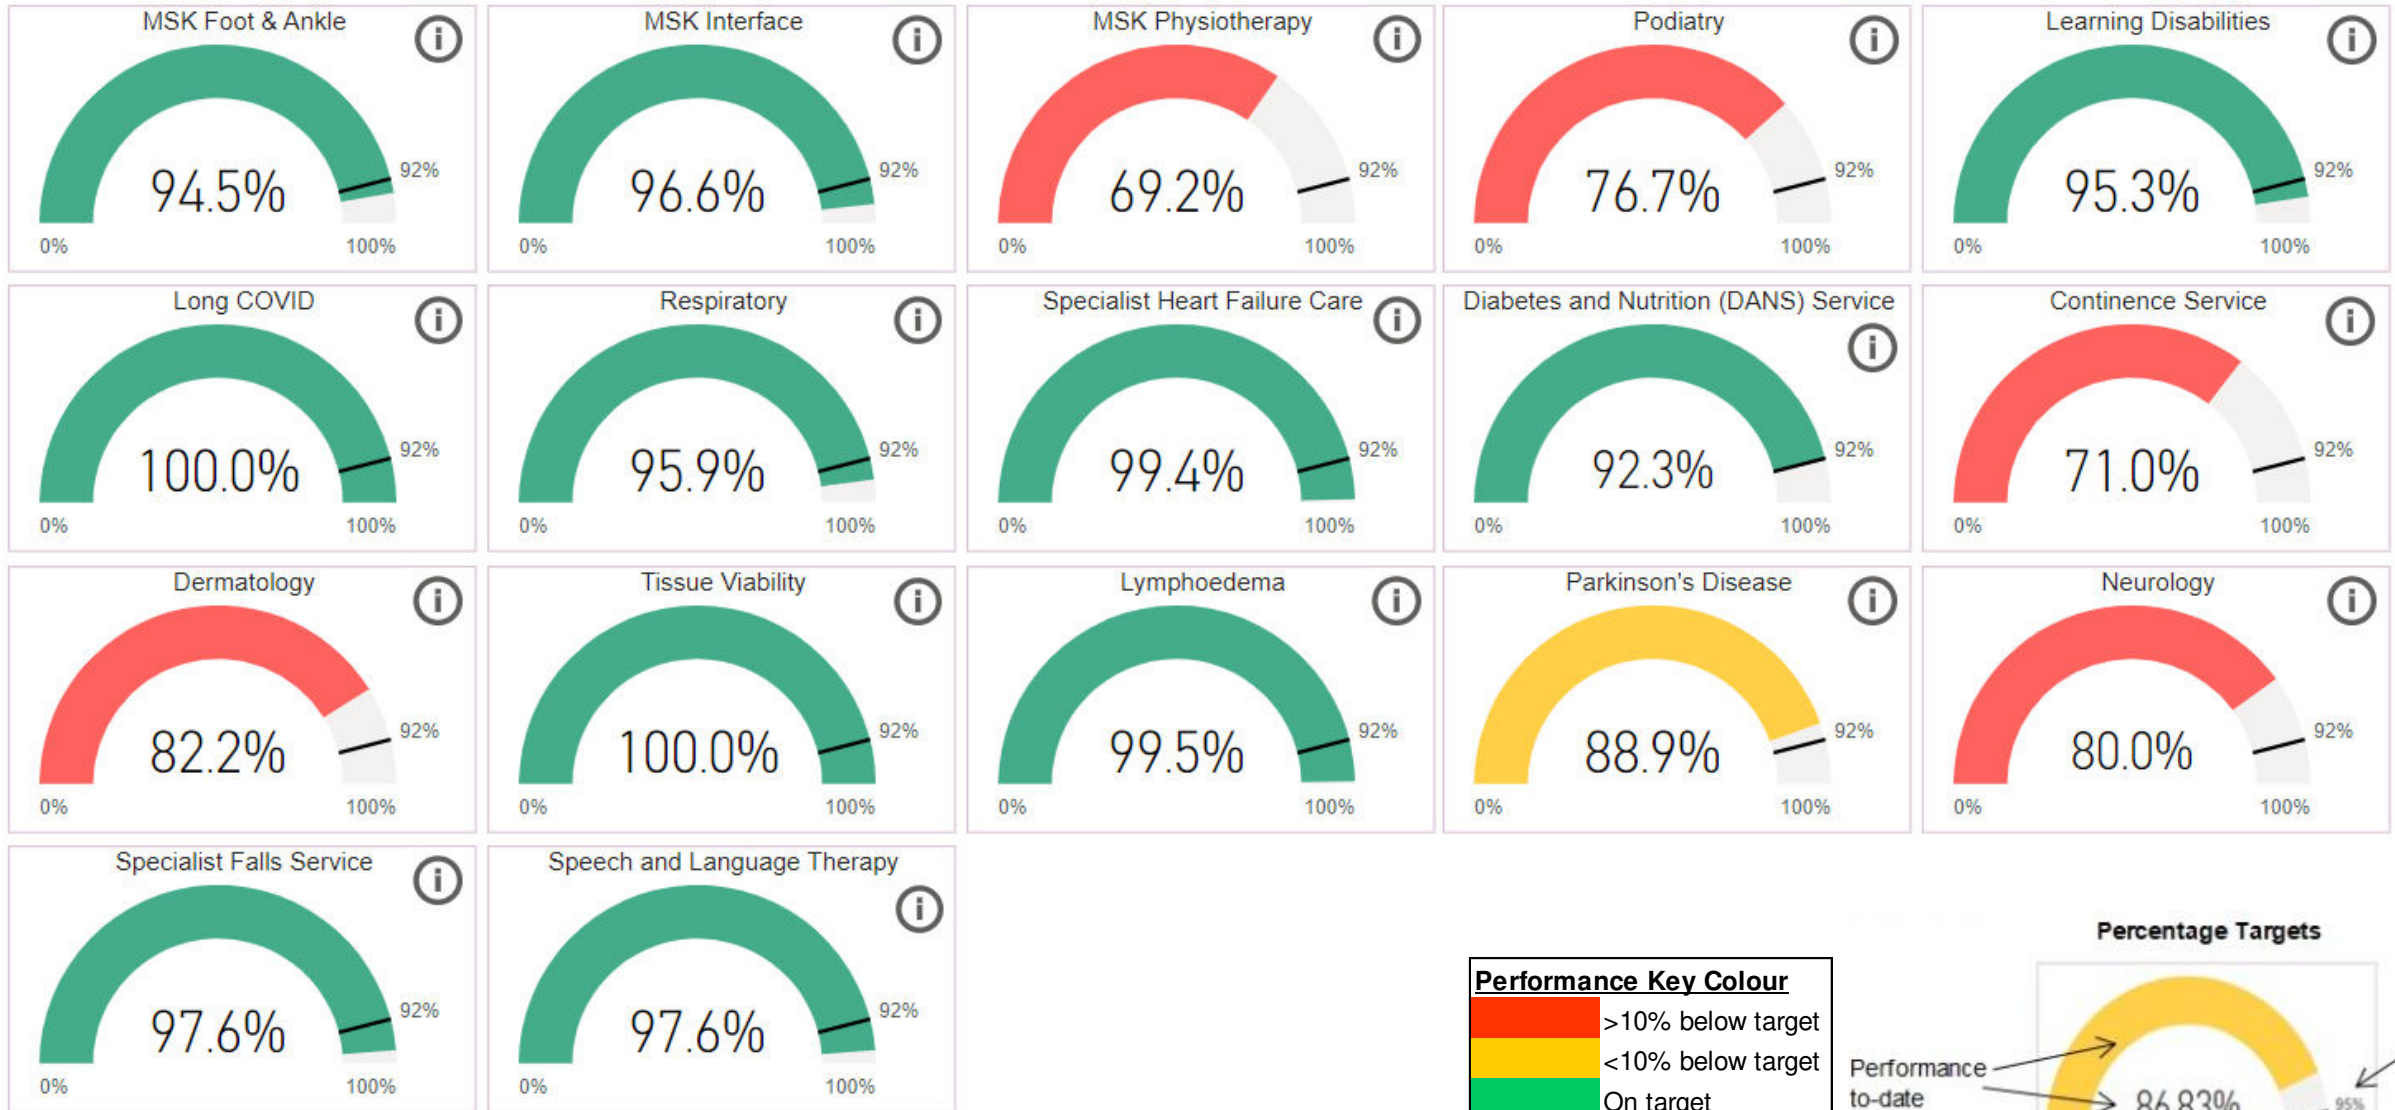 MSK Foot & Ankle
94.5%
92%
0%
100%
MSK Interface
96.6%
92%
0%
100%
MSK Physiotherapy
69.2%
92%
0%
100%
Podiatry
76.7%
92%
0%
100%
Learning Disabilities
95.3%
92%
0%
100%
Long COVID
100.0%
92%
0%
100%
Respiratory
95.9%
92%
0%
100%
Specialist Heart Failure Care
99.4%
92%
0%
100%
Diabetes and Nutrition (DANS) Service
92.3%
92%
0%
100%
Continence Service
71.0%
92%
0%
100%
Dermatology
82.2%
92%
0%
100%
Tissue Viability
100.0%
92%
0%
100%
Lymphoedema
99.5%
92%
0%
100%
Parkinson's Disease
88.9%
92%
0%
100%
Neurology
80.0%
92%
0%
100%
Specialist Falls Service
97.6%
92%
0%
100%
Speech and Language Therapy
97.6%
92%
0%
100%
Performance Key Colour
>10% below target
<10% below target
On target
Percentage Targets
Performance
to-date
86.83%
95%